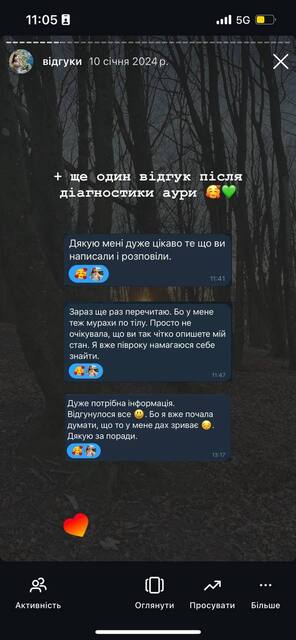 11:05
5G
відгуки 10 січня 2024 р.
+ ще один відгук після
діагностики аури 🥰💚
Дякую мені дуже цікаво те що ви
написали і розповіли.
11:41
Зараз ще раз перечитаю. Бо у мене
теж мурахи по тілу. Просто не
очікувала, що ви так чітко опишете мій
стан. Я вже півроку намагаюся себе
знайти.
11:47
Дуже потрібна інформація.
Відгунулося все 😃. Бо я вже почала
думати, що то у мене дах зриває 😔.
Дякую за поради.
13:17
Активність
Оглянути
Просувати
Більше